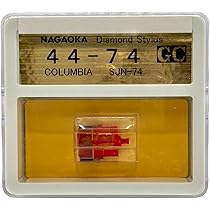 NAGAOKA Diamond Stylus
44-74 GC
COLUMBIA SJN-74